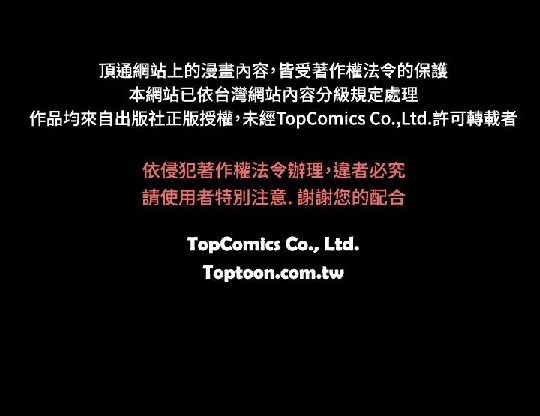 頂通網站上的漫畫內容，皆受著作權法令的保護
本網站已依台灣網站內容分級規定處理
作品均來自出版社正版授權，未經TopComics Co.,Ltd.許可轉載者
依侵犯著作權法令辦理，違者必究
請使用者特別注意. 謝謝您的配合
TopComics Co., Ltd.
Toptoon.com.tw